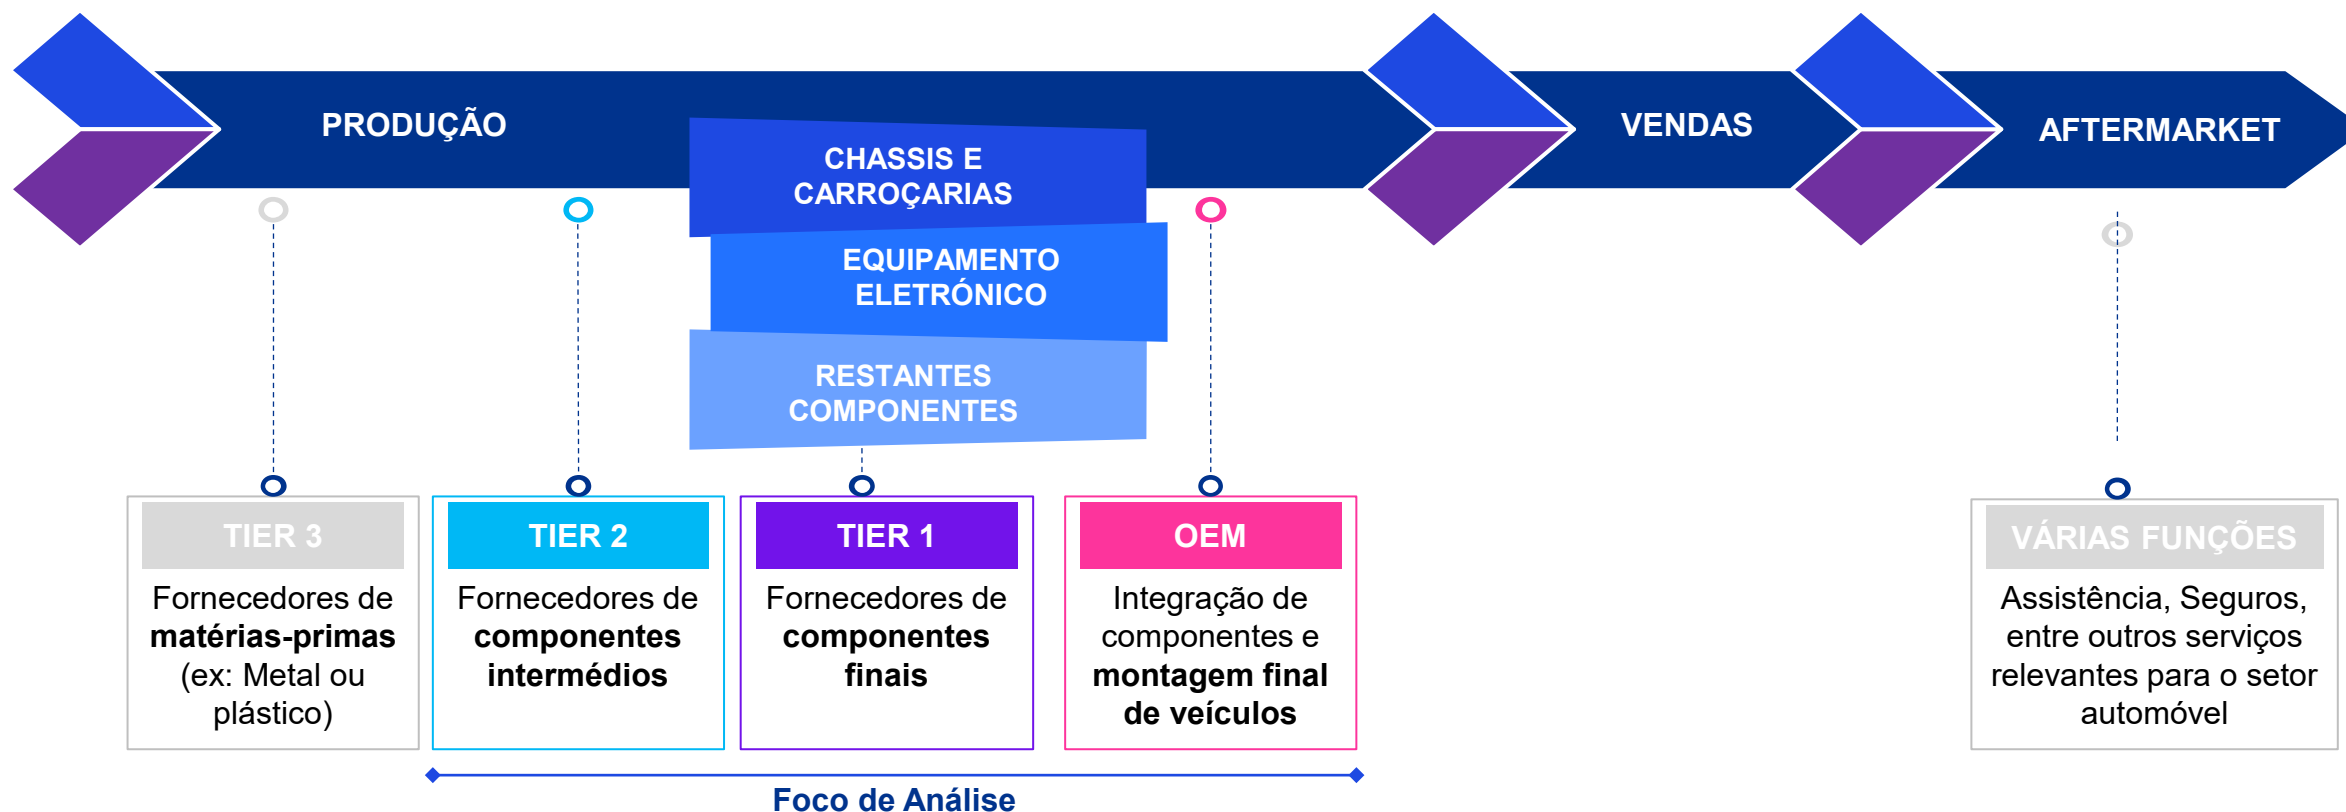 PRODUÇÃO
VENDAS
AFTERMARKET
CHASSIS E
CARROÇARIAS
EQUIPAMENTO
ELETRÓNICO
RESTANTES
COMPONENTES
TIER 3
Fornecedores de
matérias-primas
(ex: Metal ou
plástico)
TIER 2
Fornecedores de
componentes
intermédios
TIER 1
Fornecedores de
componentes
finais
OEM
Integração de
componentes e
montagem final
de veículos
VÁRIAS FUNÇÕES
Assistência, Seguros,
entre outros serviços
relevantes para o setor
automóvel
Foco de Análise